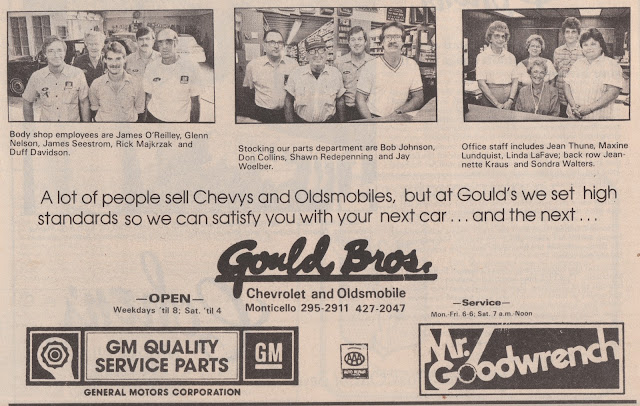 Body shop employees are James O'Reilley, Glenn
Nelson, James Seestrom, Rick Majkrzak and
Duff Davidson.
Stocking our parts department are Bob Johnson,
Don Collins, Shawn Redepenning and Jay
Woelber.
Office staff includes Jean Thune, Maxine
Lundquist, Linda LaFave; back row Jean-
nette Kraus and Sondra Walters.
A lot of people sell Chevys and Oldsmobiles, but at Gould's we set high
standards so we can satisfy you with your next car... and the next...
Gould Bros.
Chevrolet and Oldsmobile
Monticello 295-2911 427-2047
—OPEN—
Weekdays 'til 8; Sat. 'til 4
—Service—
Mon.-Fri. 6-6; Sat. 7 a.m.-Noon
GM QUALITY
SERVICE PARTS
GM
GENERAL MOTORS CORPORATION
AAA
Mr. Goodwrench